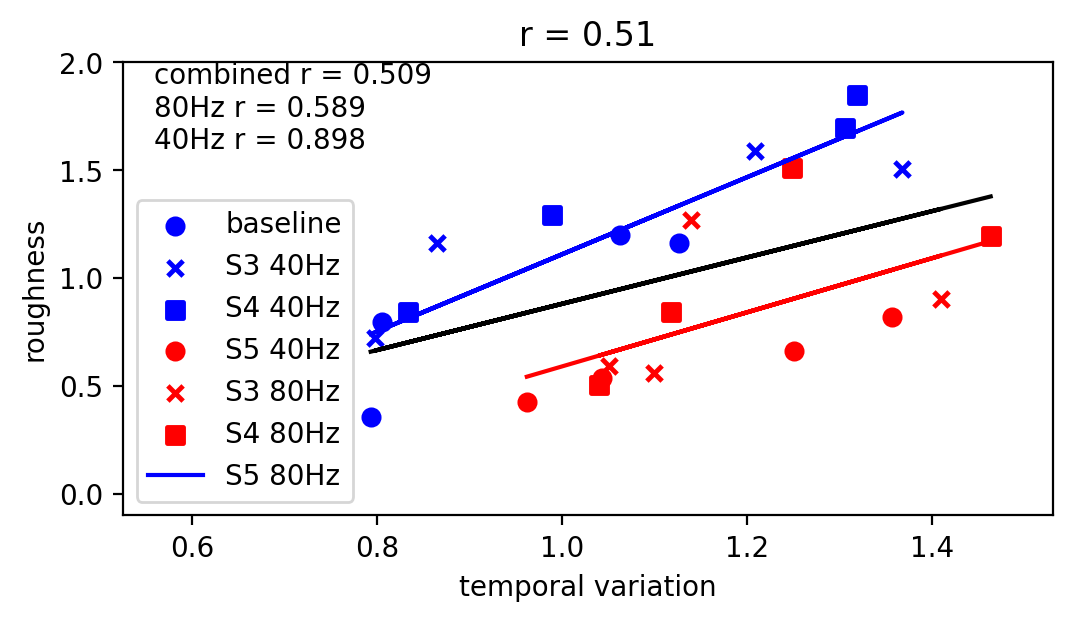 r = 0.51
combined r = 0.509
80Hz r = 0.589
40Hz r = 0.898
baseline
S3 40Hz
S4 40Hz
S5 40Hz
S3 80Hz
S4 80Hz
S5 80Hz
roughness
2.0
1.5
1.0
0.5
0.0
0.6 0.8 1.0 1.2 1.4
temporal variation